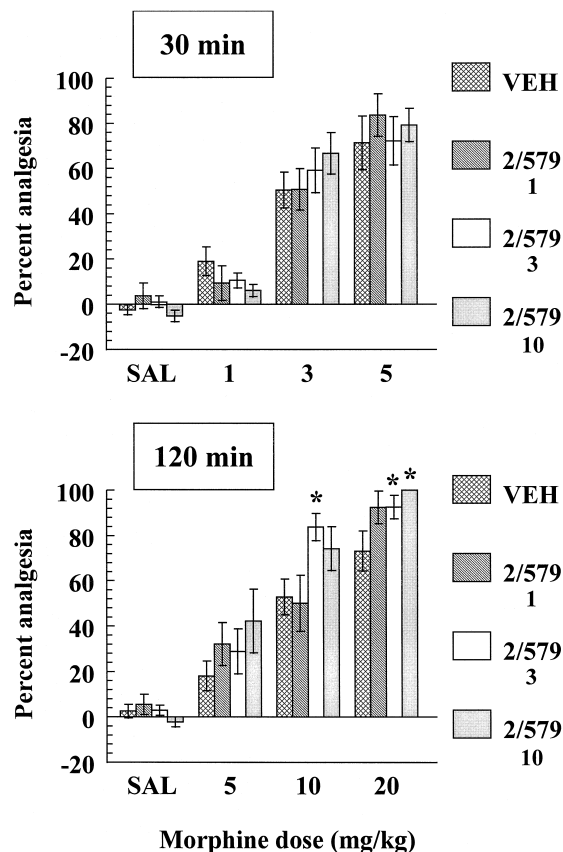 30 min
Percent analgesia
100
80
60
40
20
0
-20
SAL 1 3 5
VEH
2/579
1
2/579
3
2/579
10
120 min
Percent analgesia
100
80
60
40
20
0
-20
* * *
SAL 5 10 20
VEH
2/579
1
2/579
3
2/579
10
Morphine dose (mg/kg)